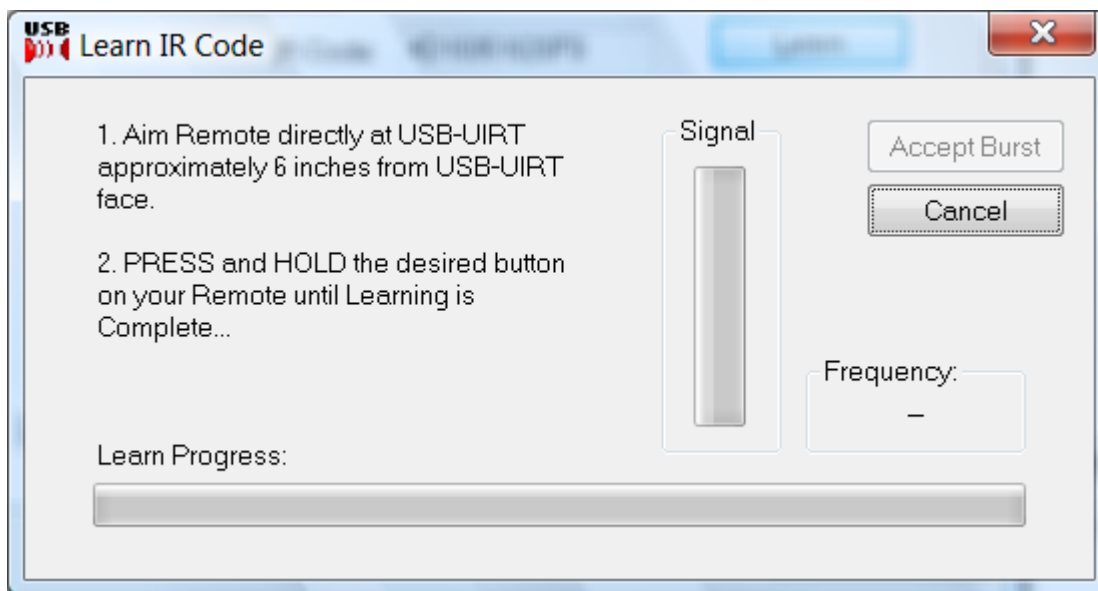 USB
Learn IR Code
1. Aim Remote directly at USB-UIRT
approximately 6 inches from USB-UIRT
face.
2. PRESS and HOLD the desired button
on your Remote until Learning is
Complete...
Signal
Accept Burst
Cancel
Frequency:
–
Learn Progress: